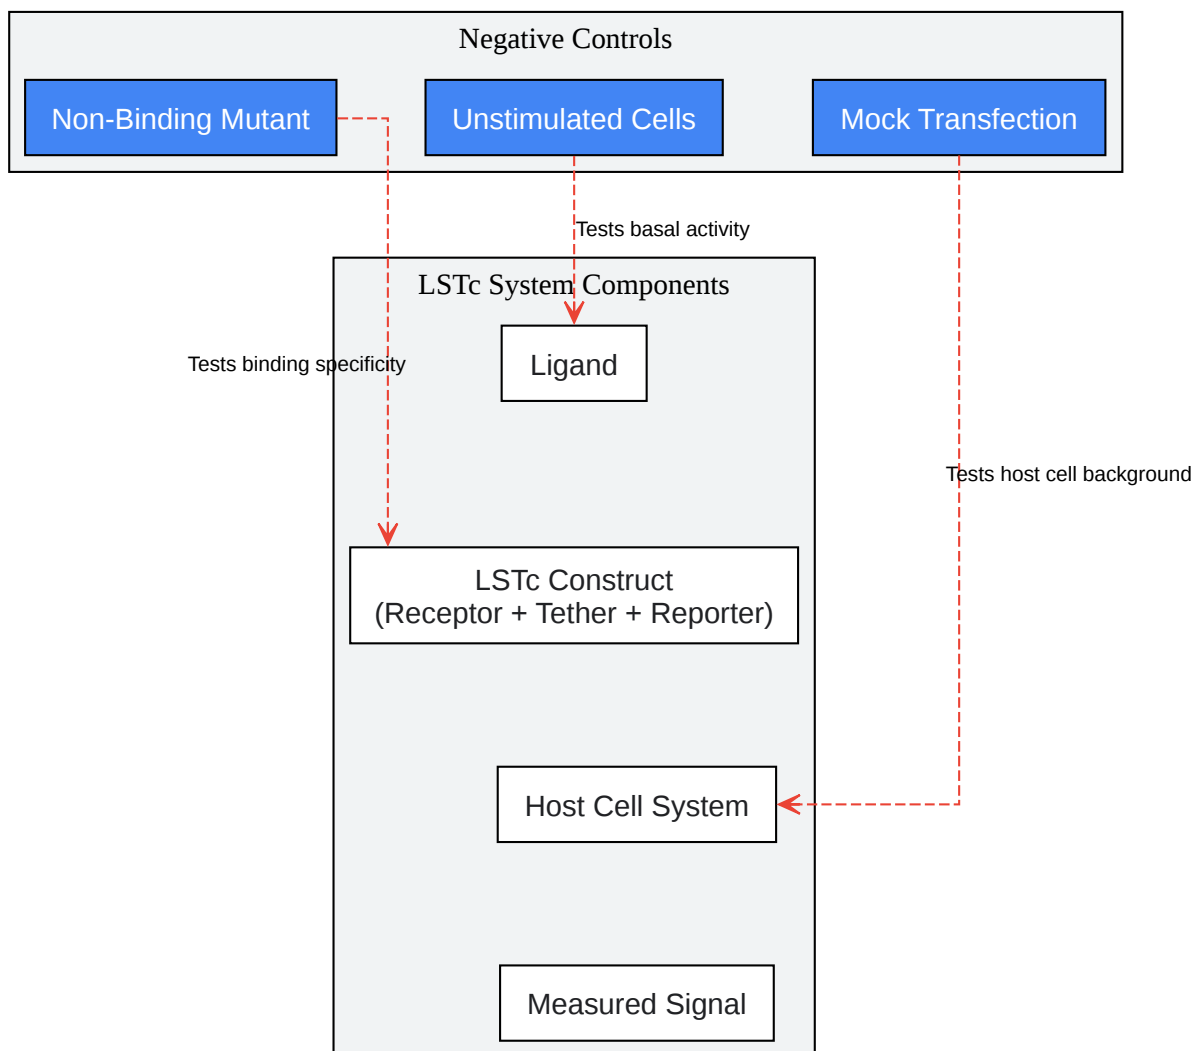 Negative Controls
Non-Binding Mutant
Unstimulated Cells
Mock Transfection
Tests basal activity
LSTc System Components
Ligand
Tests binding specificity
Tests host cell background
LSTc Construct
(Receptor + Tether + Reporter)
Host Cell System
Measured Signal